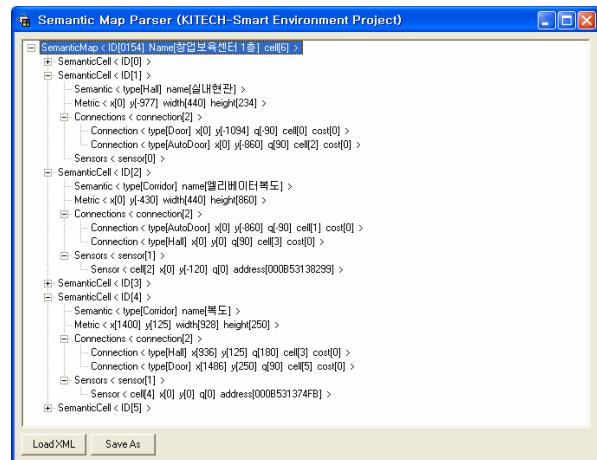 Semantic Map Parser (KITECH-Smart Environment Project)
SemanticMap < ID[0154] Name[창업보육센터 1층] cell[6] >
SemanticCell < ID[0] >
SemanticCell < ID[1] >
Semantic < type[Hall] name[실내현관] >
Metric < x[0] y[-977] width[440] height[234] >
Connections < connection[2] >
Connection < type[Door] x[0] y[-1094] q[-90] cell[0] cost[0] >
Connection < type[AutoDoor] x[0] y[-860] q[90] cell[2] cost[0] >
Sensors < sensor[0] >
SemanticCell < ID[2] >
Semantic < type[Corridor] name[엘리베이터복도] >
Metric < x[0] y[-430] width[440] height[860] >
Connections < connection[2] >
Connection < type[AutoDoor] x[0] y[-860] q[-90] cell[1] cost[0] >
Connection < type[Hall] x[0] y[0] q[90] cell[3] cost[0] >
Sensors < sensor[1] >
Sensor < cell[2] x[0] y[-120] q[0] address[000B53138299] >
SemanticCell < ID[3] >
SemanticCell < ID[4] >
Semantic < type[Corridor] name[복도] >
Metric < x[1400] y[125] width[928] height[250] >
Connections < connection[2] >
Connection < type[Hall] x[936] y[125] q[180] cell[3] cost[0] >
Connection < type[Door] x[1486] y[250] q[90] cell[5] cost[0] >
Sensors < sensor[1] >
Sensor < cell[4] x[0] y[0] q[0] address[000B531374FB] >
SemanticCell < ID[5] >
Load XML Save As